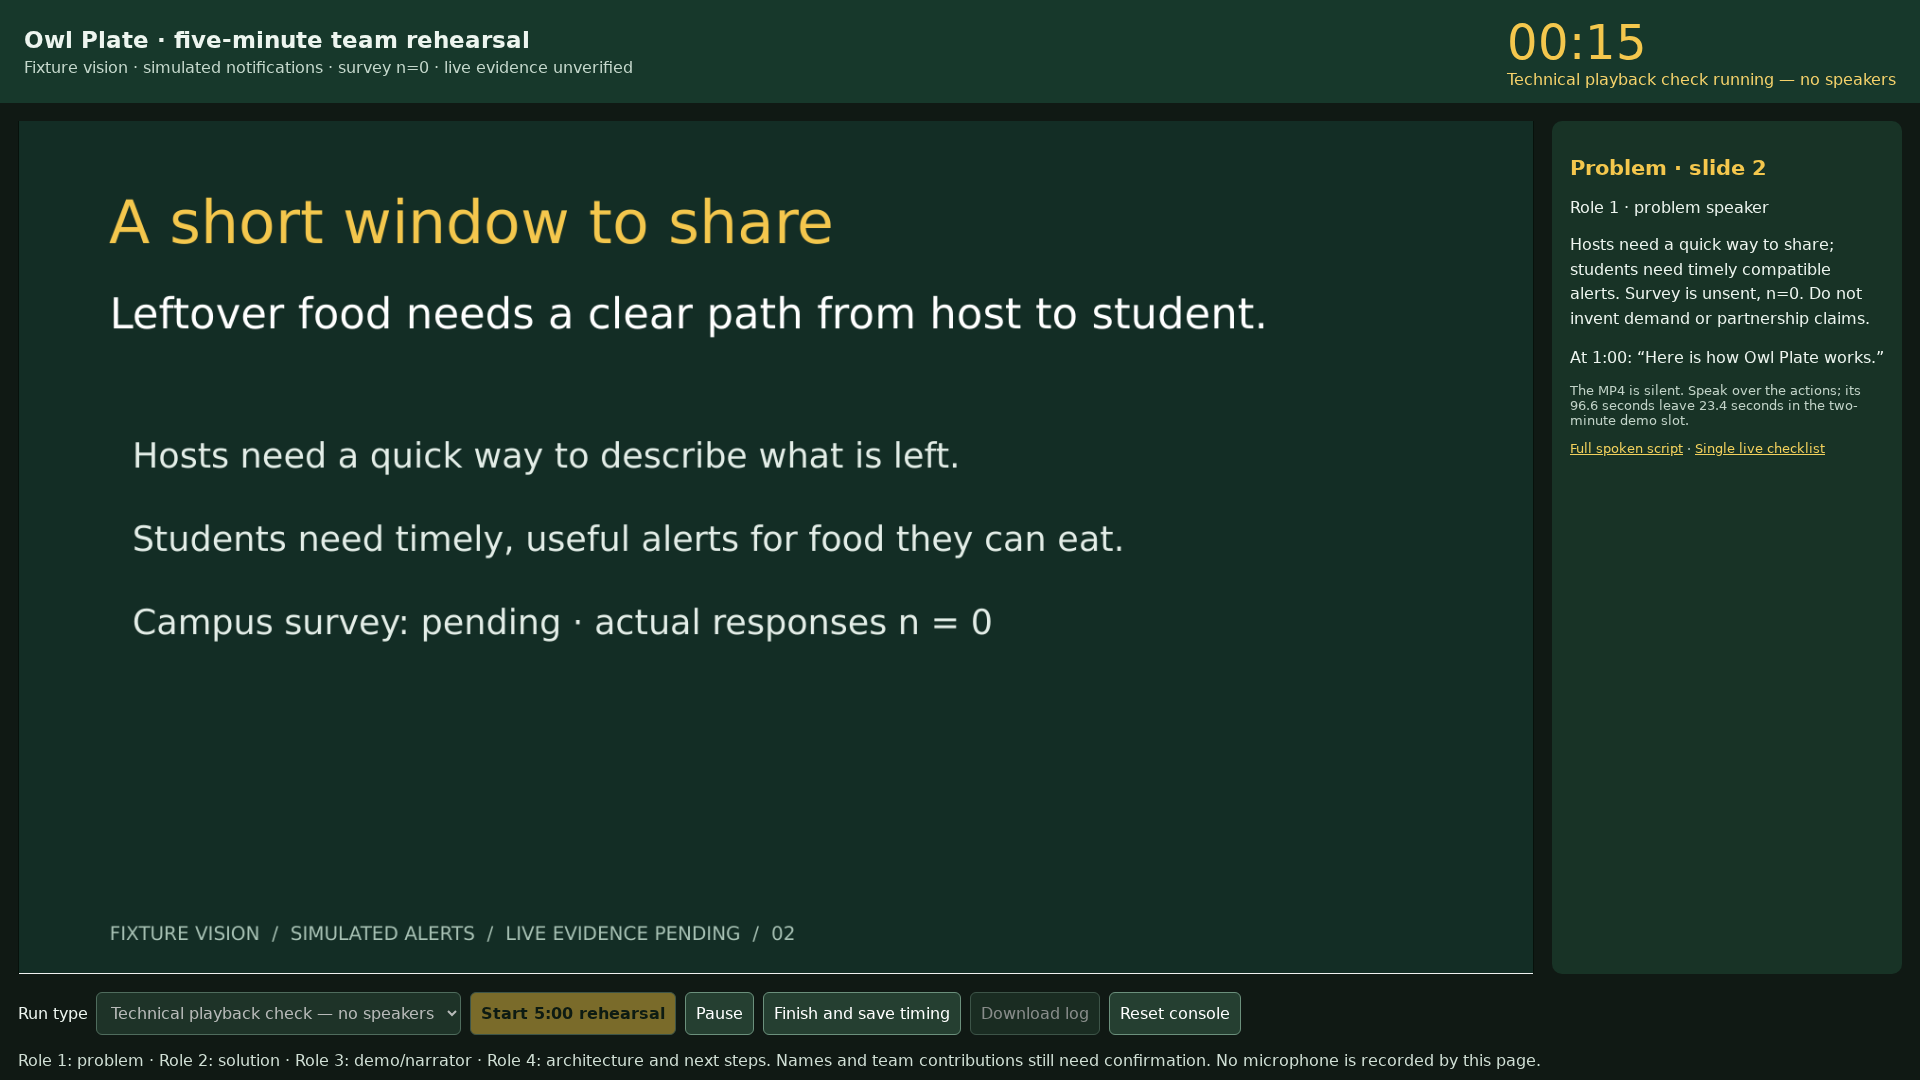 Owl Plate · five-minute team rehearsal
Fixture vision · simulated notifications · survey n=0 · live evidence unverified
00:15
Technical playback check running — no speakers
A short window to share
Leftover food needs a clear path from host to student.
Hosts need a quick way to describe what is left.
Students need timely, useful alerts for food they can eat.
Campus survey: pending · actual responses n = 0
FIXTURE VISION / SIMULATED ALERTS / LIVE EVIDENCE PENDING / 02
Problem · slide 2
Role 1 · problem speaker
Hosts need a quick way to share;
students need timely compatible
alerts. Survey is unsent, n=0. Do not
invent demand or partnership claims.
At 1:00: “Here is how Owl Plate works.”
The MP4 is silent. Speak over the actions; its
96.6 seconds leave 23.4 seconds in the two-
minute demo slot.
Full spoken script · Single live checklist
Run type Technical playback check — no speakers Start 5:00 rehearsal Pause Finish and save timing Download log Reset console
Role 1: problem · Role 2: solution · Role 3: demo/narrator · Role 4: architecture and next steps. Names and team contributions still need confirmation. No microphone is recorded by this page.